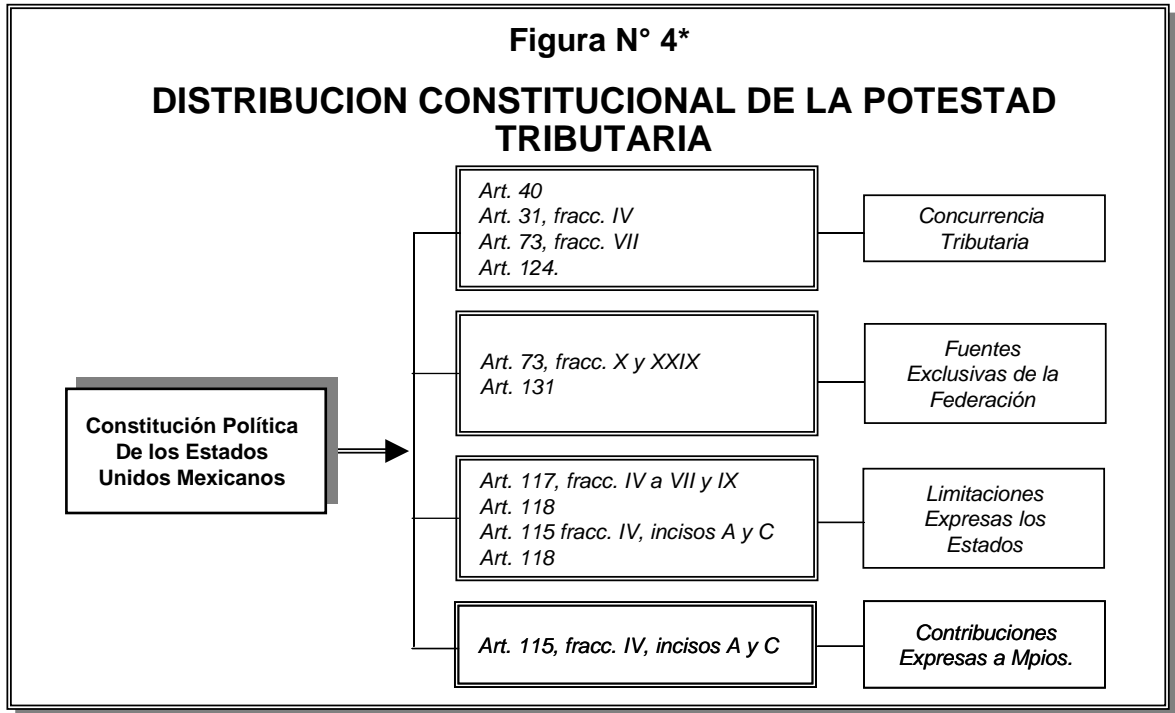 Figura N° 4*
DISTRIBUCION CONSTITUCIONAL DE LA POTESTAD
TRIBUTARIA
Constitución Política
De los Estados
Unidos Mexicanos
Art. 40
Art. 31, fracc. IV
Art. 73, fracc. VII
Art. 124.
Concurrencia
Tributaria
Art. 73, fracc. X y XXIX
Art. 131
Fuentes
Exclusivas de la
Federación
Art. 117, fracc. IV a VII y IX
Art. 118
Art. 115 fracc. IV, incisos A y C
Art. 118
Limitaciones
Expresas los
Estados
Art. 115, fracc. IV, incisos A y C
Contribuciones
Expresas a Mpios.